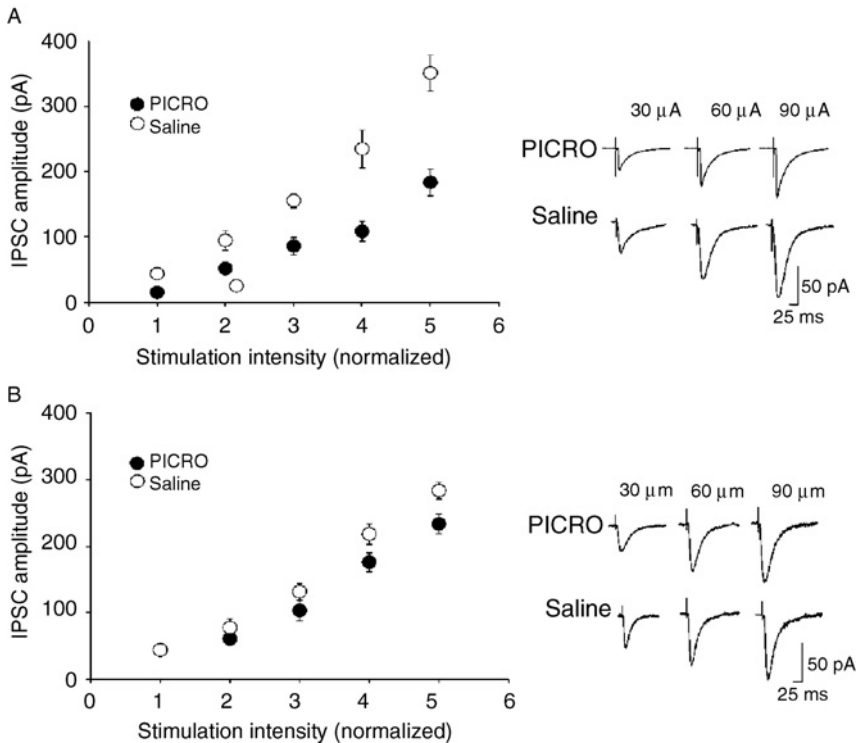 A
IPSC amplitude (pA)
400
300
200
100
0
PICRO
Saline
0 1 2 3 4 5 6
Stimulation intensity (normalized)
30 µA 60 µA 90 µA
PICRO
Saline
50 pA
25 ms
B
IPSC amplitude (pA)
400
300
200
100
0
PICRO
Saline
0 1 2 3 4 5 6
Stimulation intensity (normalized)
30 µm 60 µm 90 µm
PICRO
Saline
50 pA
25 ms